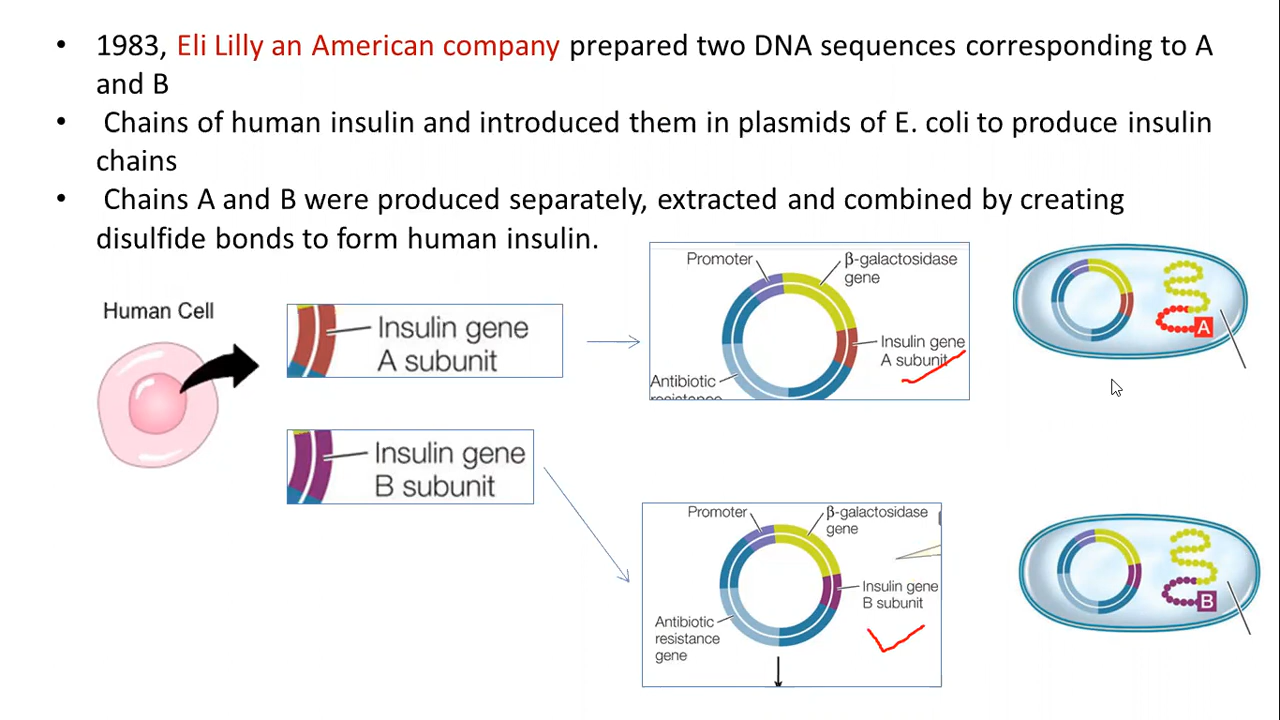 • 1983, Eli Lilly an American company prepared two DNA sequences corresponding to A
and B
• Chains of human insulin and introduced them in plasmids of E. coli to produce insulin
chains
• Chains A and B were produced separately, extracted and combined by creating
disulfide bonds to form human insulin.
Human Cell
Insulin gene
A subunit
Promoter
β-galactosidase
gene
Insulin gene
A subunit
Antibiotic
resistance
A
Insulin gene
B subunit
Promoter
β-galactosidase
gene
Insulin gene
B subunit
Antibiotic
resistance
gene
B